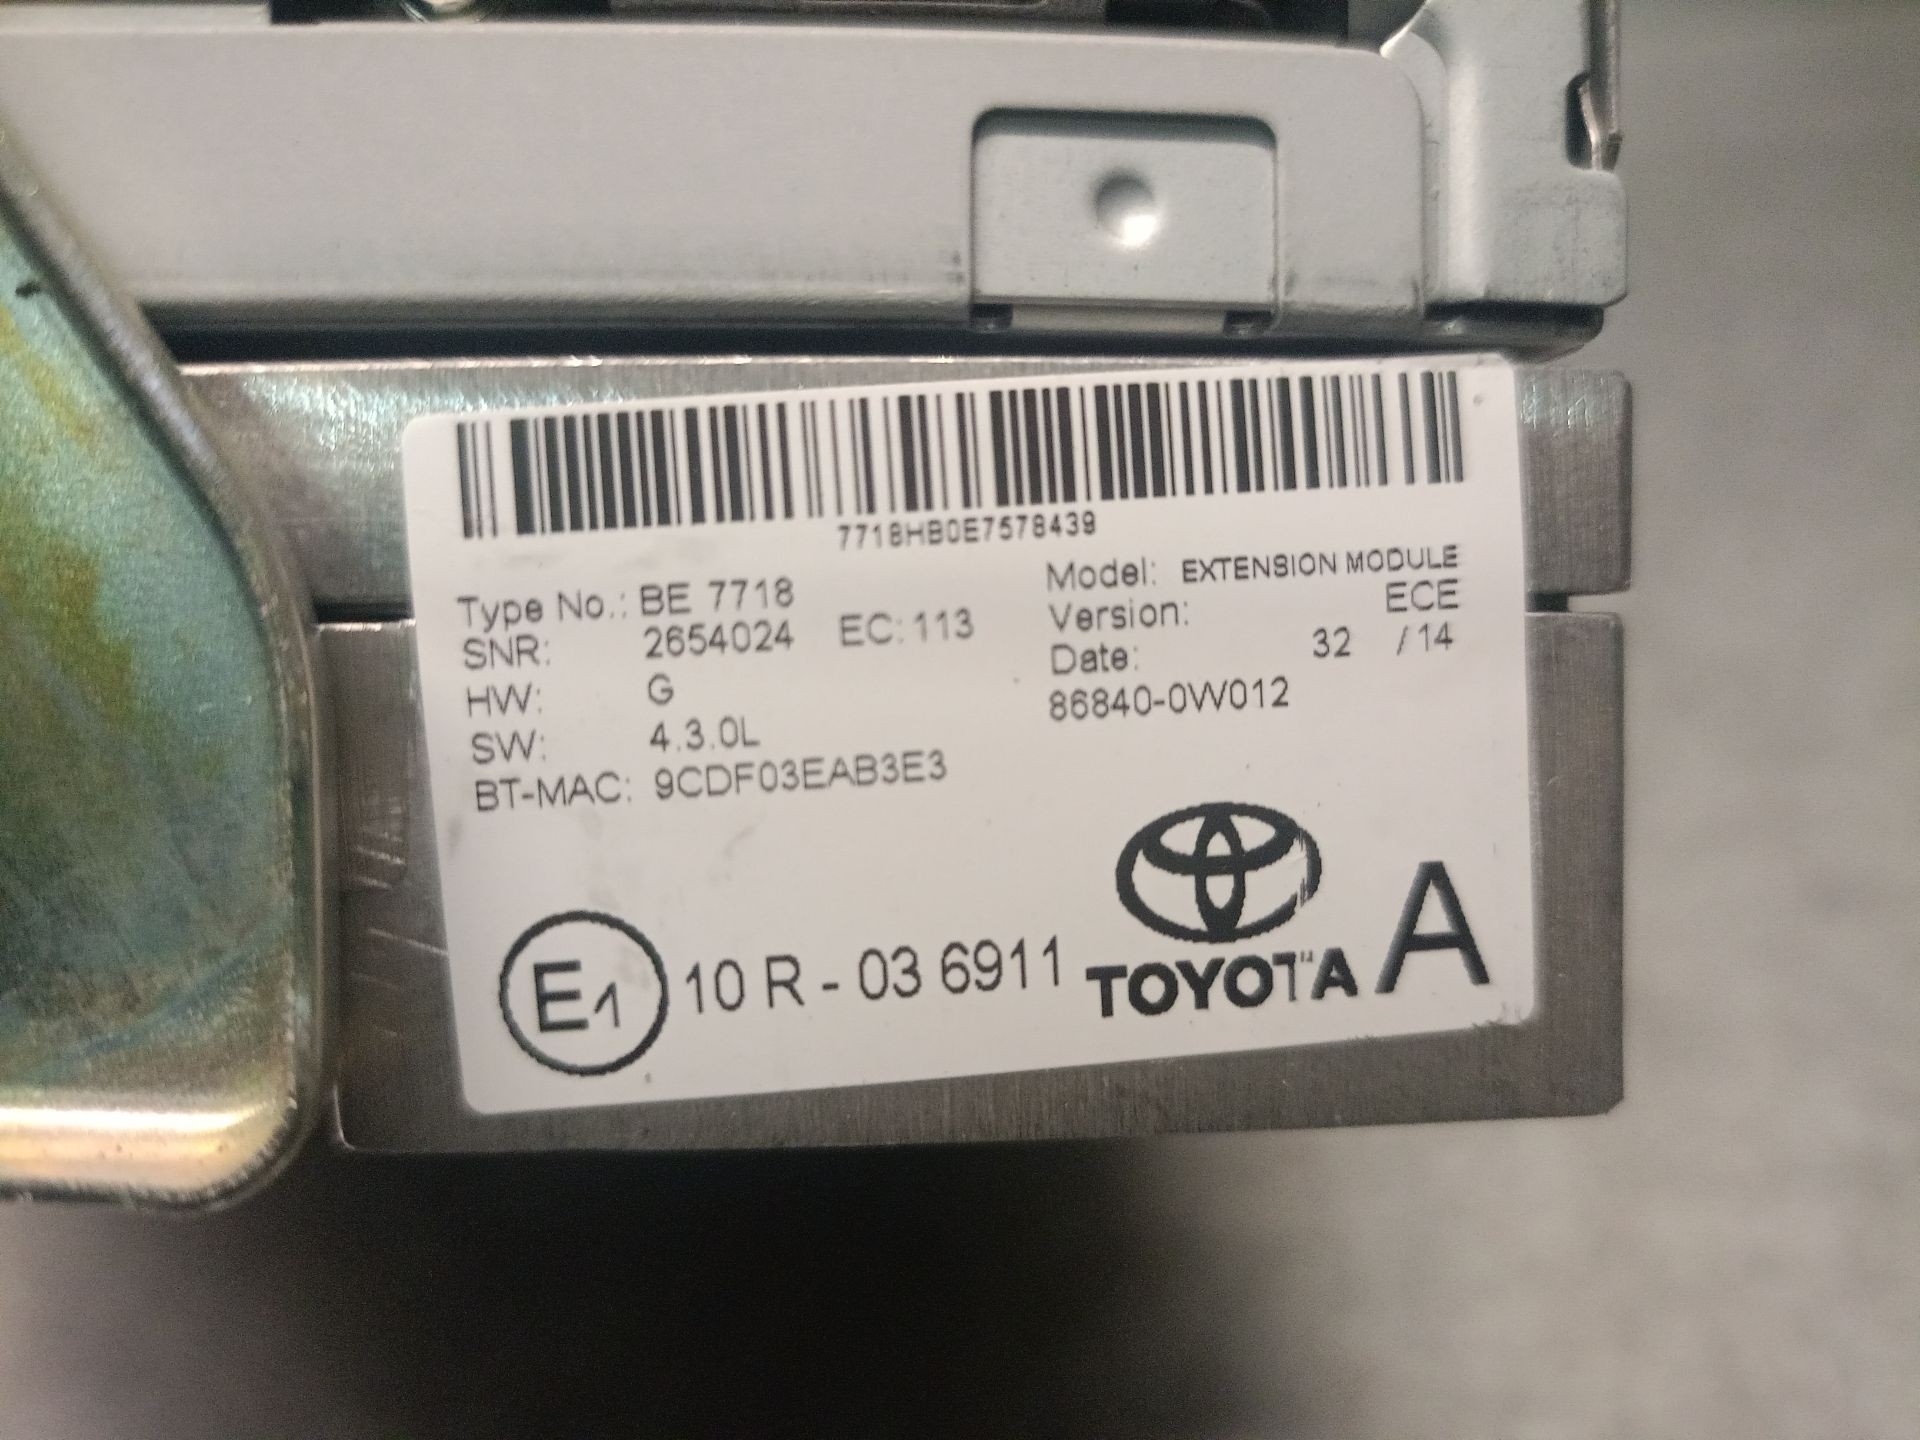 7718HB0E7578439
Type No.: BE 7718
SNR: 2654024 EC: 113
HW: G
SW: 4.3.0L
BT-MAC: 9CDF03EAB3E3
Model: EXTENSION MODULE
Version: ECE
Date: 32 /14
86840-0W012
E1 10 R - 03 6911
TOYOTA A